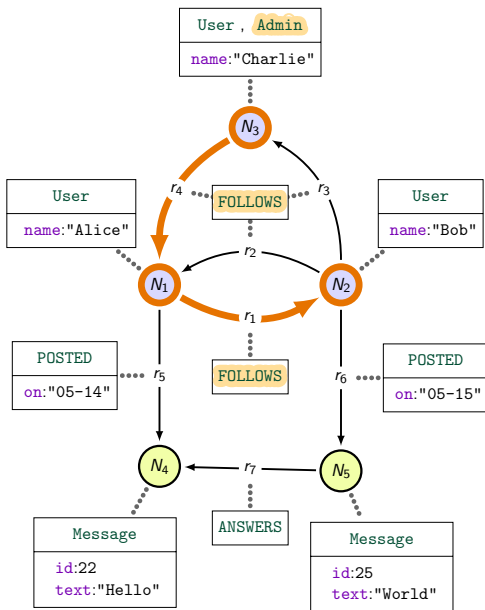 User , Admin
name:"Charlie"
N3
r4
r3
User
name:"Alice"
FOLLOWS
User
name:"Bob"
r2
N1
N2
r1
POSTED
on:"05-14"
r5
FOLLOWS
r6
POSTED
on:"05-15"
N4
r7
N5
Message
id:22
text:"Hello"
ANSWERS
Message
id:25
text:"World"